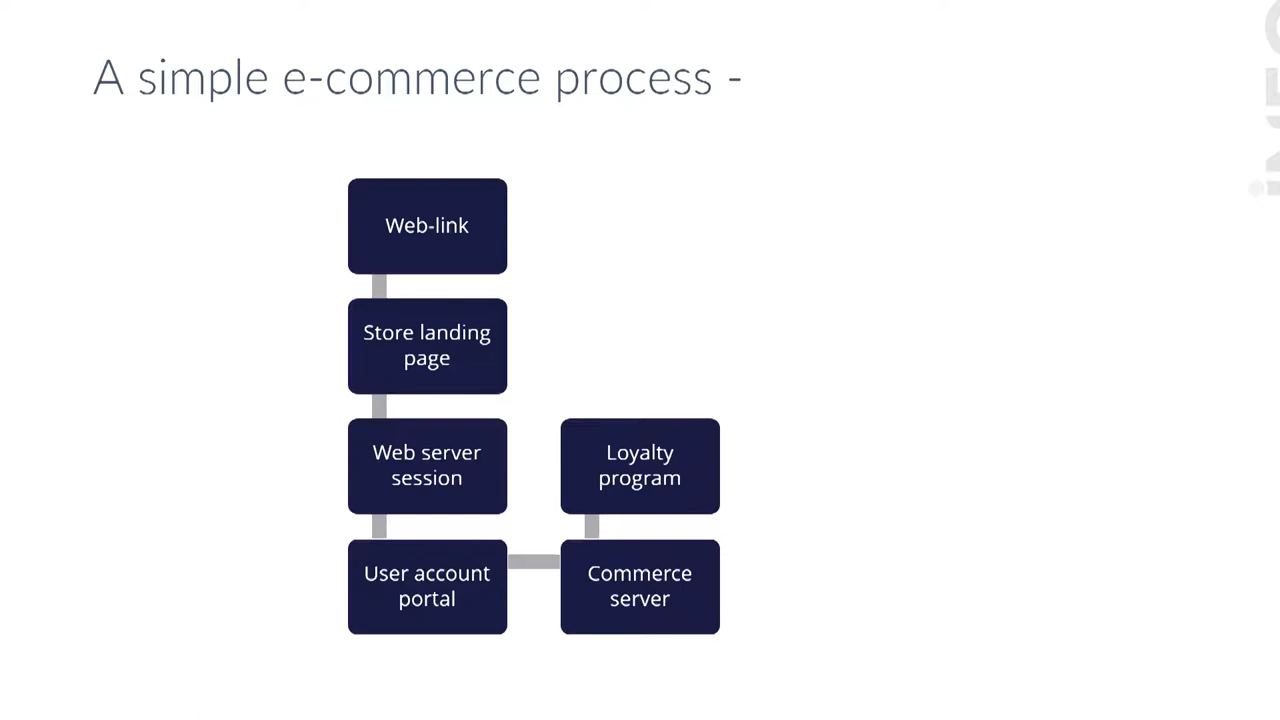 A simple e-commerce process -
Web-link
Store landing
page
Web server
session
User account
portal
Commerce
server
Loyalty
program